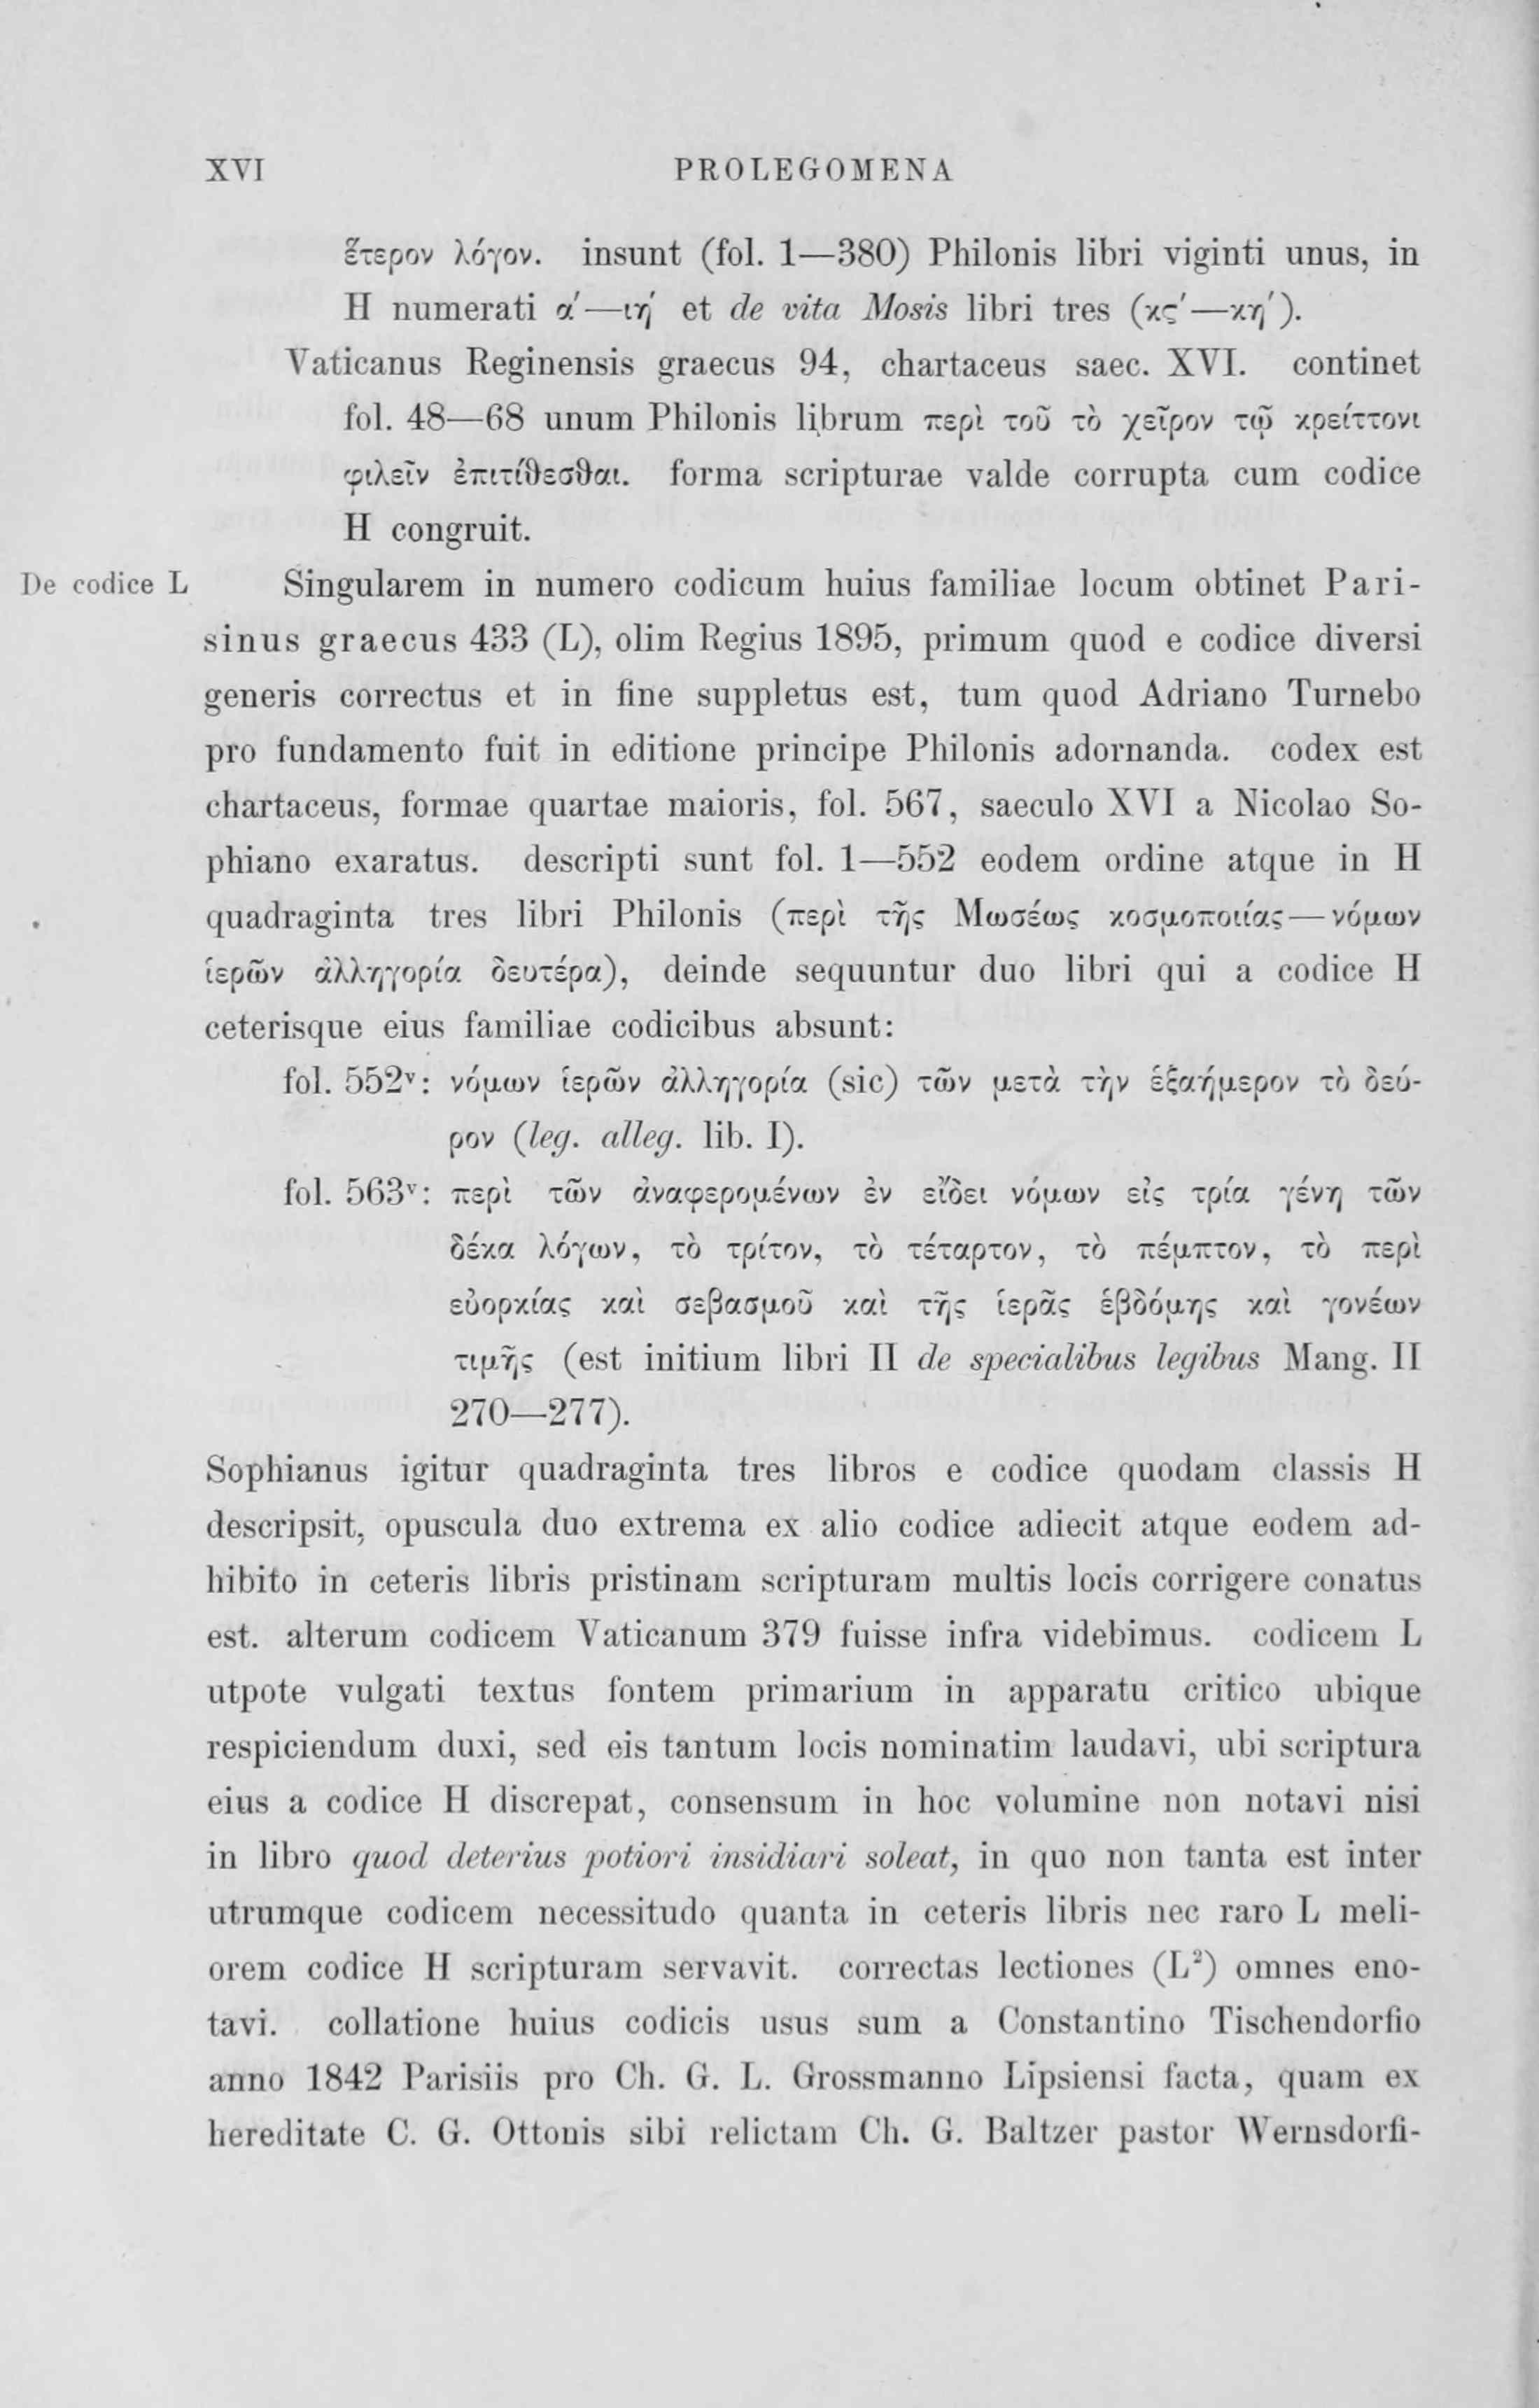 XVI PROLEGOMENA
ἕτερον λόγον. insunt (fol. 1—380) Philonis libri viginti unus, in
H numerati α΄—ιη΄ et de vita Mosis libri tres (κς΄—κη΄).
Vaticanus Reginensis graecus 94, chartaceus saec. XVI. continet
fol. 48—68 unum Philonis librum περὶ τοῦ τὸ χεῖρον τῷ κρείττονι
φιλεῖν ἐπιτίθεσθαι. forma scripturae valde corrupta cum codice
H congruit.
De codice L Singularem in numero codicum huius familiae locum obtinet Pari-
sinus graecus 433 (L), olim Regius 1895, primum quod e codice diversi
generis correctus et in fine suppletus est, tum quod Adriano Turnebo
pro fundamento fuit in editione principe Philonis adornanda. codex est
chartaceus, formae quartae maioris, fol. 567, saeculo XVI a Nicolao So-
phiano exaratus. descripti sunt fol. 1—552 eodem ordine atque in H
quadraginta tres libri Philonis (περὶ τῆς Μωσέως κοσμοποιίας—νόμων
ἱερῶν ἀλληγορία δευτέρα), deinde sequuntur duo libri qui a codice H
ceterisque eius familiae codicibus absunt:
fol. 552ᵛ: νόμων ἱερῶν ἀλληγορία (sic) τῶν μετὰ τὴν ἑξαήμερον τὸ δεύ-
ρον (leg. alleg. lib. I).
fol. 563ᵛ: περὶ τῶν ἀναφερομένων ἐν εἴδει νόμων εἰς τρία γένη τῶν
δέκα λόγων, τὸ τρίτον, τὸ τέταρτον, τὸ πέμπτον, τὸ περὶ
εὐορκίας καὶ σεβασμοῦ καὶ τῆς ἱερᾶς ἑβδόμης καὶ γονέων
τιμῆς (est initium libri II de specialibus legibus Mang. II
270—277).
Sophianus igitur quadraginta tres libros e codice quodam classis H
descripsit, opuscula duo extrema ex alio codice adiecit atque eodem ad-
hibito in ceteris libris pristinam scripturam multis locis corrigere conatus
est. alterum codicem Vaticanum 379 fuisse infra videbimus. codicem L
utpote vulgati textus fontem primarium in apparatu critico ubique
respiciendum duxi, sed eis tantum locis nominatim laudavi, ubi scriptura
eius a codice H discrepat, consensum in hoc volumine non notavi nisi
in libro quod deterius potiori insidiari soleat, in quo non tanta est inter
utrumque codicem necessitudo quanta in ceteris libris nec raro L meli-
orem codice H scripturam servavit. correctas lectiones (L²) omnes eno-
tavi. collatione huius codicis usus sum a Constantino Tischendorfio
anno 1842 Parisiis pro Ch. G. L. Grossmanno Lipsiensi facta, quam ex
hereditate C. G. Ottonis sibi relictam Ch. G. Baltzer pastor Wernsdorfi-